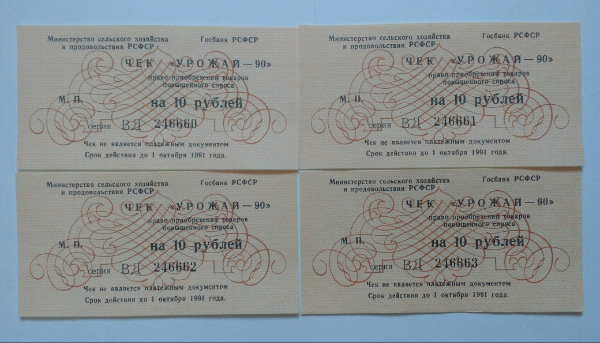 Министерство сельского хозяйства Госбанк РСФСР
и продовольствия РСФСР
ЧЕК «УРОЖАЙ—90»
право приобретения товаров
повышенного спроса
М. П. на 10 рублей
серия ВД 246660
Чек не является платежным документом
Срок действия до 1 октября 1991 года.
Министерство сельского хозяйства Госбанк РСФСР
и продовольствия РСФСР
ЧЕК «УРОЖАЙ—90»
право приобретения товаров
повышенного спроса
М. П. на 10 рублей
серия ВД 246661
Чек не является платежным документом
Срок действия до 1 октября 1991 года.
Министерство сельского хозяйства Госбанк РСФСР
и продовольствия РСФСР
ЧЕК «УРОЖАЙ—90»
право приобретения товаров
повышенного спроса
М. П. на 10 рублей
серия ВД 246662
Чек не является платежным документом
Срок действия до 1 октября 1991 года.
Министерство сельского хозяйства Госбанк РСФСР
и продовольствия РСФСР
ЧЕК «УРОЖАЙ—90»
право приобретения товаров
повышенного спроса
М. П. на 10 рублей
серия ВД 246663
Чек не является платежным документом
Срок действия до 1 октября 1991 года.